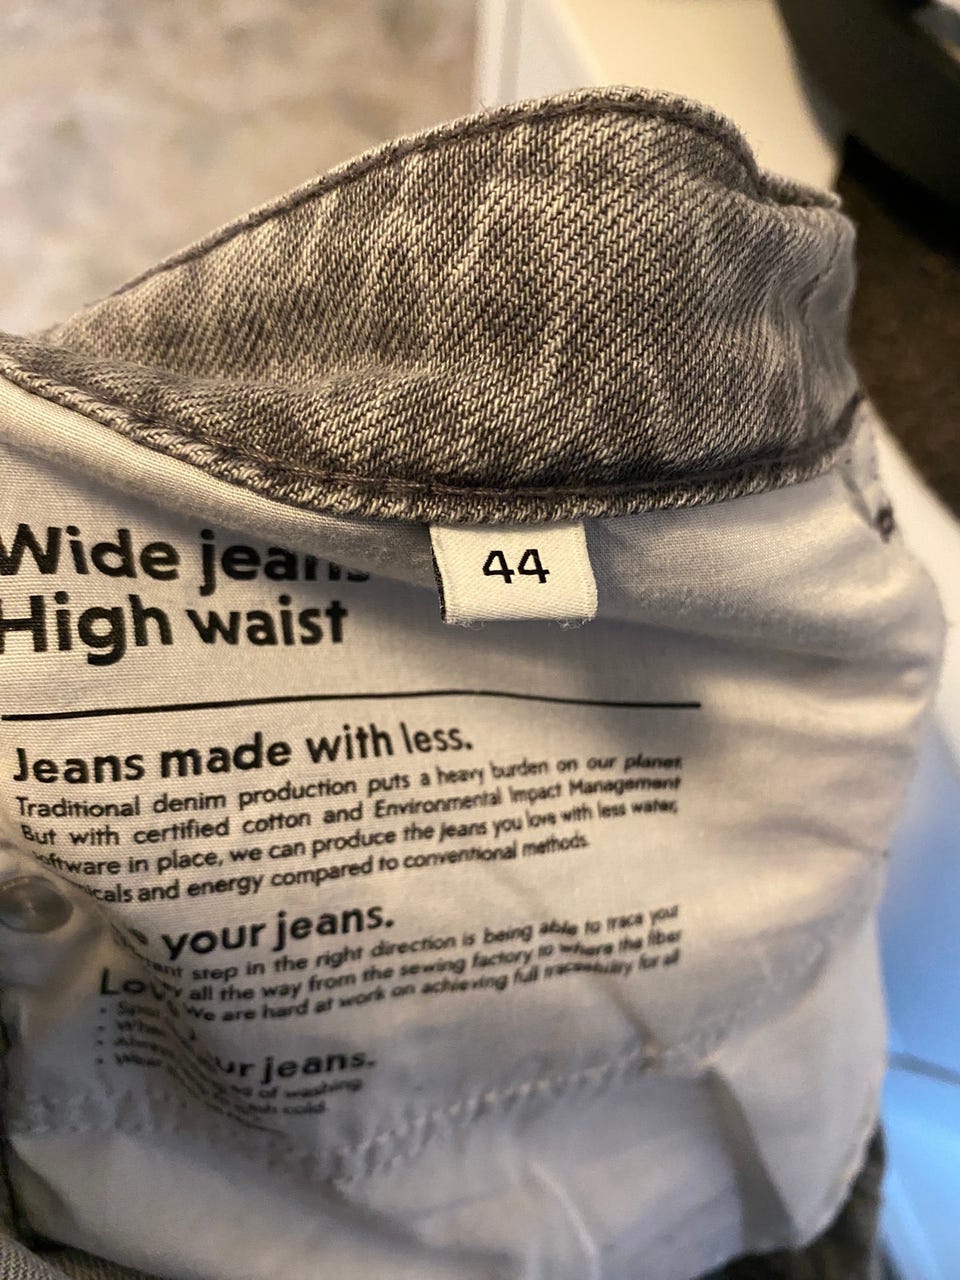 44
Wide jeans
High waist
Jeans made with less.
Traditional denim production puts a heavy burden on our planet.
But with certified cotton and Environmental Impact Management
software in place, we can produce the jeans you love with less water,
and energy compared to conventional methods.
your jeans.
step in the right direction is being able to trace your
all the way from the sewing factory to where the fiber
We are hard at work on achieving full traceability for all
jeans.
of washing
cold.